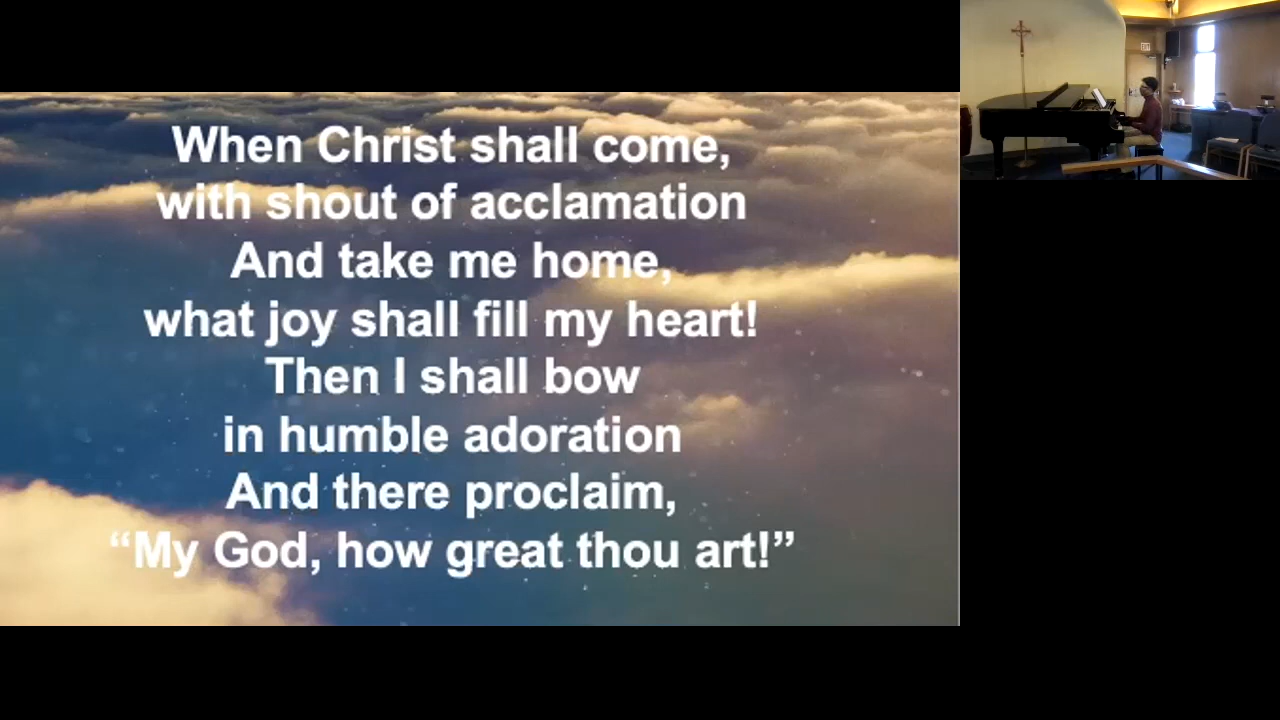 When Christ shall come,
with shout of acclamation
And take me home,
what joy shall fill my heart!
Then I shall bow
in humble adoration
And there proclaim,
“My God, how great thou art!”